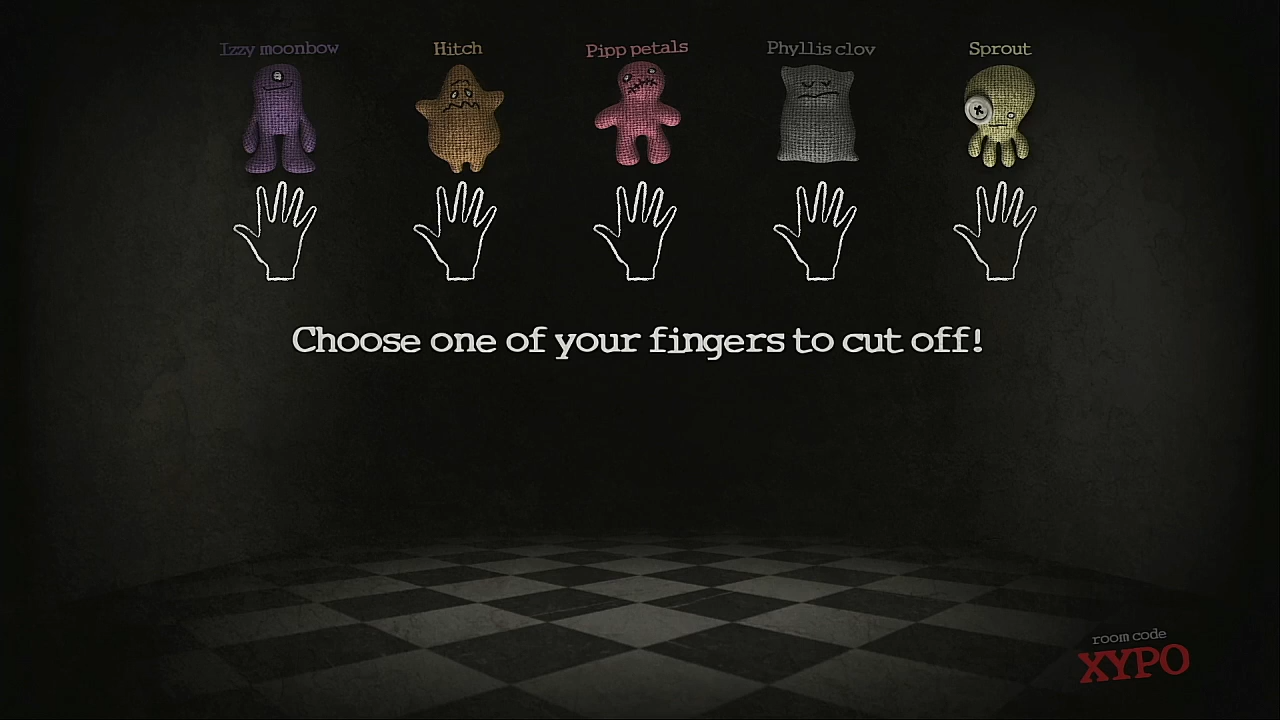 Izzy moonbow
Hitch
Pipp petals
Phyllis clov
Sprout
Choose one of your fingers to cut off!
room code
XYPO